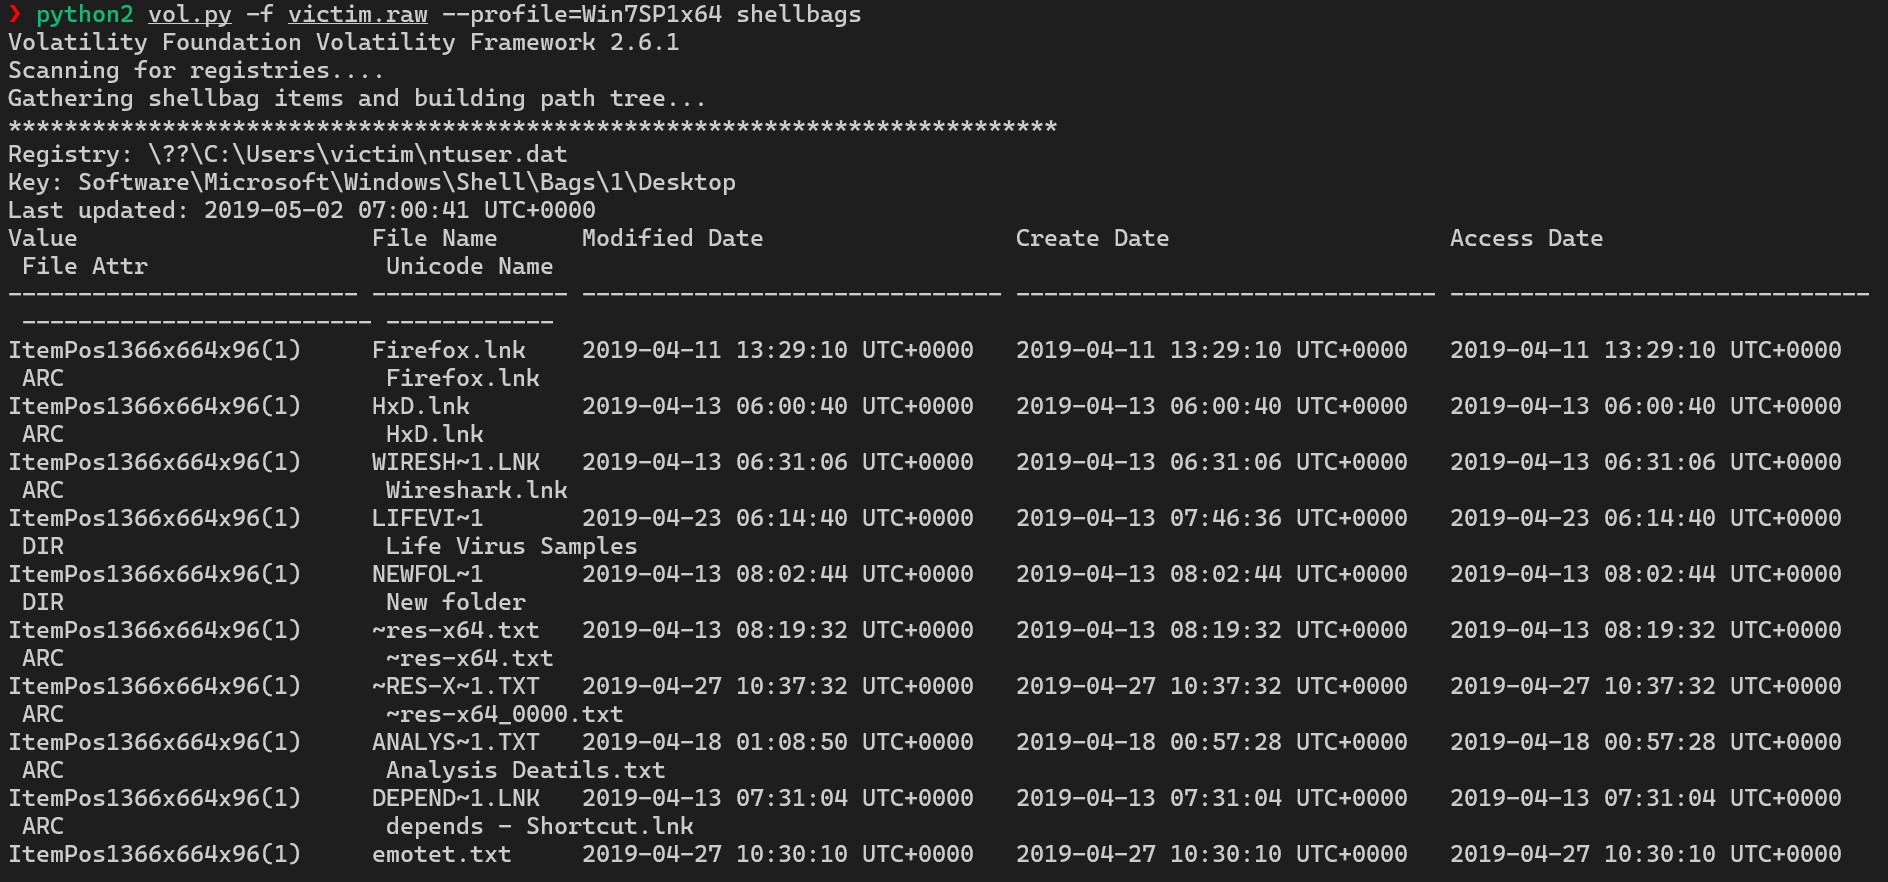 ❯ python2 vol.py -f victim.raw --profile=Win7SP1x64 shellbags
Volatility Foundation Volatility Framework 2.6.1
Scanning for registries....
Gathering shellbag items and building path tree...
***************************************************************************
Registry: \??\C:\Users\victim\ntuser.dat
Key: Software\Microsoft\Windows\Shell\Bags\1\Desktop
Last updated: 2019-05-02 07:00:41 UTC+0000
Value                     File Name      Modified Date                  Create Date                    Access Date
 File Attr                 Unicode Name
------------------------- -------------- ------------------------------ ------------------------------ ------------------------------
 ------------------------- ------------
ItemPos1366x664x96(1)     Firefox.lnk    2019-04-11 13:29:10 UTC+0000   2019-04-11 13:29:10 UTC+0000   2019-04-11 13:29:10 UTC+0000
 ARC                       Firefox.lnk
ItemPos1366x664x96(1)     HxD.lnk        2019-04-13 06:00:40 UTC+0000   2019-04-13 06:00:40 UTC+0000   2019-04-13 06:00:40 UTC+0000
 ARC                       HxD.lnk
ItemPos1366x664x96(1)     WIRESH~1.LNK   2019-04-13 06:31:06 UTC+0000   2019-04-13 06:31:06 UTC+0000   2019-04-13 06:31:06 UTC+0000
 ARC                       Wireshark.lnk
ItemPos1366x664x96(1)     LIFEVI~1       2019-04-23 06:14:40 UTC+0000   2019-04-13 07:46:36 UTC+0000   2019-04-23 06:14:40 UTC+0000
 DIR                       Life Virus Samples
ItemPos1366x664x96(1)     NEWFOL~1       2019-04-13 08:02:44 UTC+0000   2019-04-13 08:02:44 UTC+0000   2019-04-13 08:02:44 UTC+0000
 DIR                       New folder
ItemPos1366x664x96(1)     ~res-x64.txt   2019-04-13 08:19:32 UTC+0000   2019-04-13 08:19:32 UTC+0000   2019-04-13 08:19:32 UTC+0000
 ARC                       ~res-x64.txt
ItemPos1366x664x96(1)     ~RES-X~1.TXT   2019-04-27 10:37:32 UTC+0000   2019-04-27 10:37:32 UTC+0000   2019-04-27 10:37:32 UTC+0000
 ARC                       ~res-x64_0000.txt
ItemPos1366x664x96(1)     ANALYS~1.TXT   2019-04-18 01:08:50 UTC+0000   2019-04-18 00:57:28 UTC+0000   2019-04-18 00:57:28 UTC+0000
 ARC                       Analysis Deatils.txt
ItemPos1366x664x96(1)     DEPEND~1.LNK   2019-04-13 07:31:04 UTC+0000   2019-04-13 07:31:04 UTC+0000   2019-04-13 07:31:04 UTC+0000
 ARC                       depends - Shortcut.lnk
ItemPos1366x664x96(1)     emotet.txt     2019-04-27 10:30:10 UTC+0000   2019-04-27 10:30:10 UTC+0000   2019-04-27 10:30:10 UTC+0000